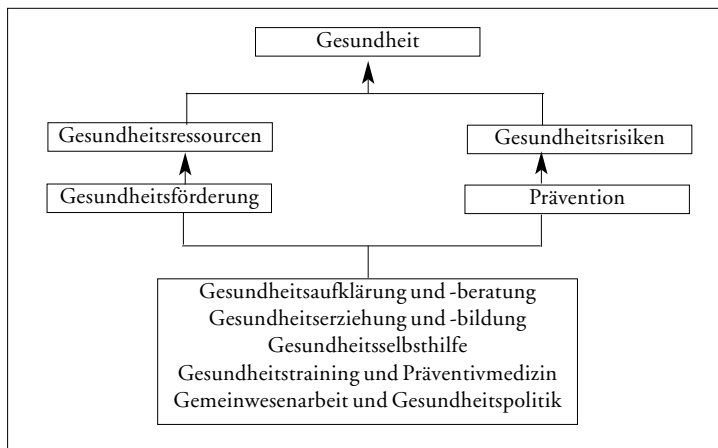 Gesundheit
Gesundheitsressourcen
Gesundheitsrisiken
Gesundheitsförderung
Prävention
Gesundheitsaufklärung und -beratung
Gesundheitserziehung und -bildung
Gesundheitsselbsthilfe
Gesundheitstraining und Präventivmedizin
Gemeinwesenarbeit und Gesundheitspolitik